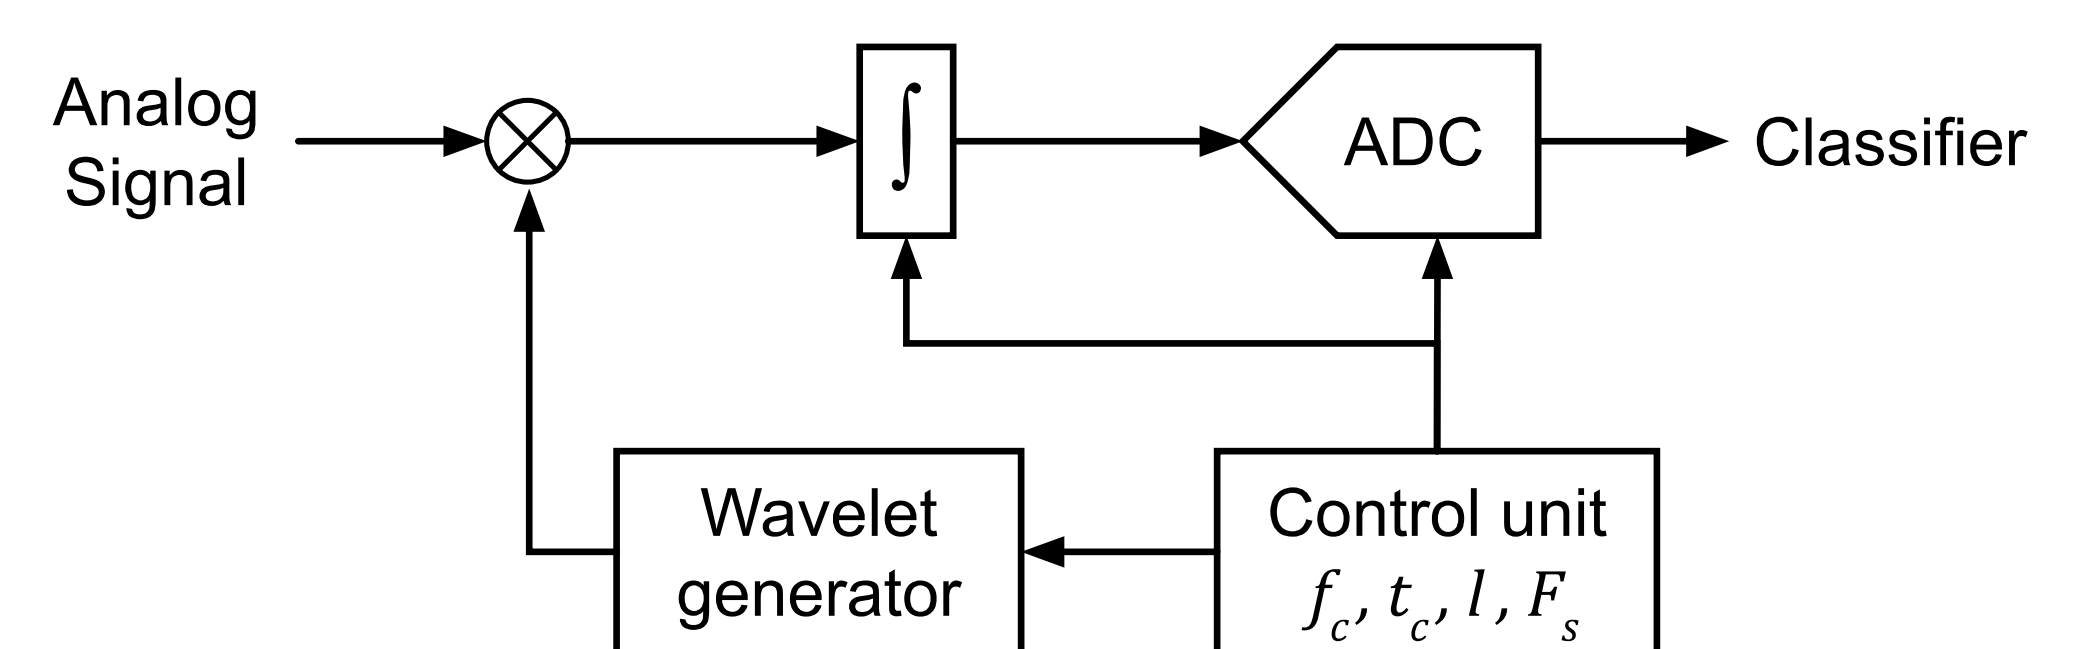 Analog
Signal
∫
ADC
Classifier
Wavelet
generator
Control unit
f_c, t_c, l, F_s